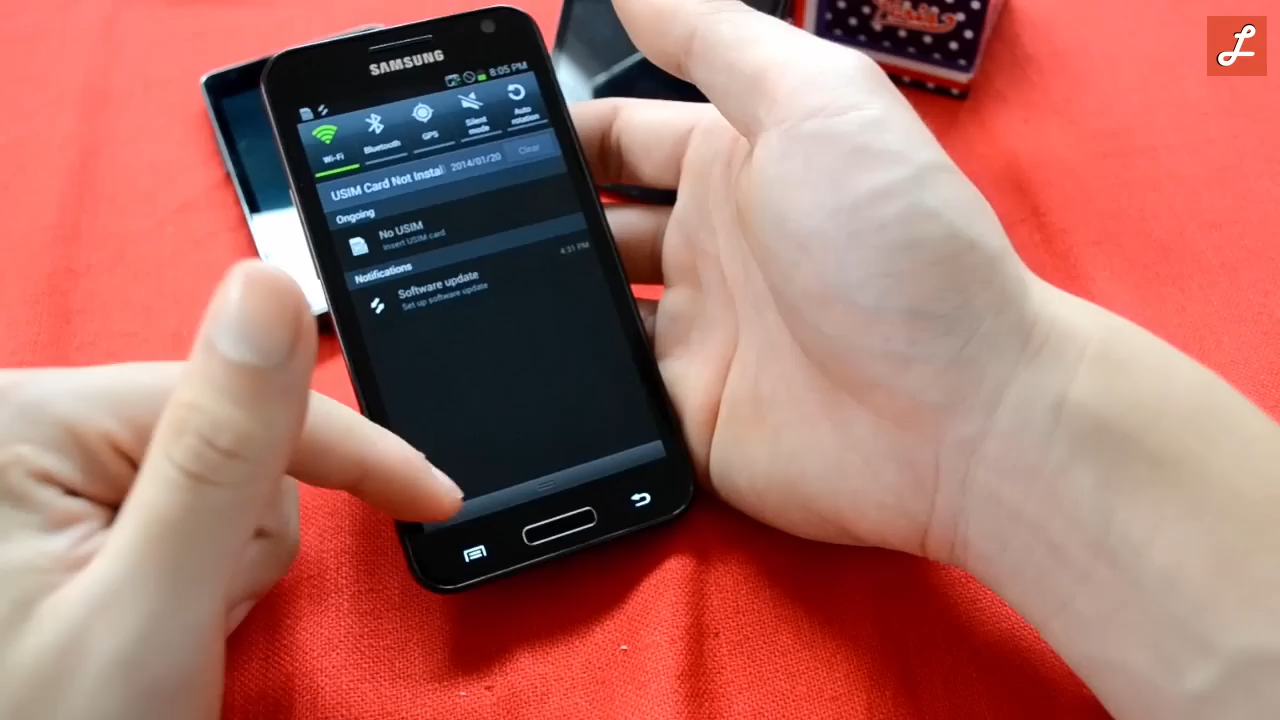 SAMSUNG
8:05 PM
Wi-Fi
Bluetooth
GPS
Silent mode
Auto rotation
USIM Card Not Instal 2014/01/20 Clear
Ongoing
No USIM
Insert USIM card
Notifications
Software update 4:31 PM
Set up software update
L